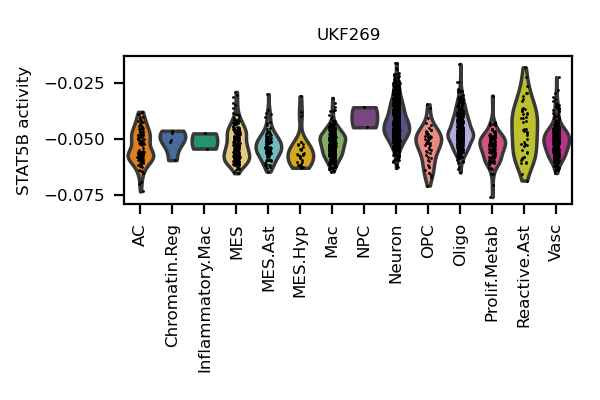 UKF269
STAT5B activity
−0.025
−0.050
−0.075
AC
Chromatin.Reg
Inflammatory.Mac
MES
MES.Ast
MES.Hyp
Mac
NPC
Neuron
OPC
Oligo
Prolif.Metab
Reactive.Ast
Vasc